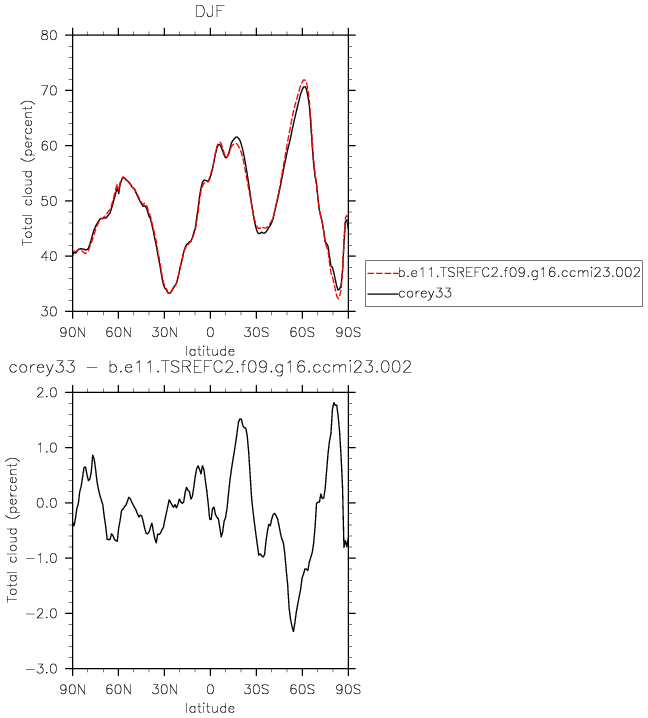 DJF
80
70
60
50
40
30
Total cloud (percent)
90N 60N 30N 0 30S 60S 90S
latitude
b.e11.TSREFC2.f09.g16.ccmi23.002
corey33
corey33 − b.e11.TSREFC2.f09.g16.ccmi23.002
2.0
1.0
0.0
−1.0
−2.0
−3.0
Total cloud (percent)
90N 60N 30N 0 30S 60S 90S
latitude